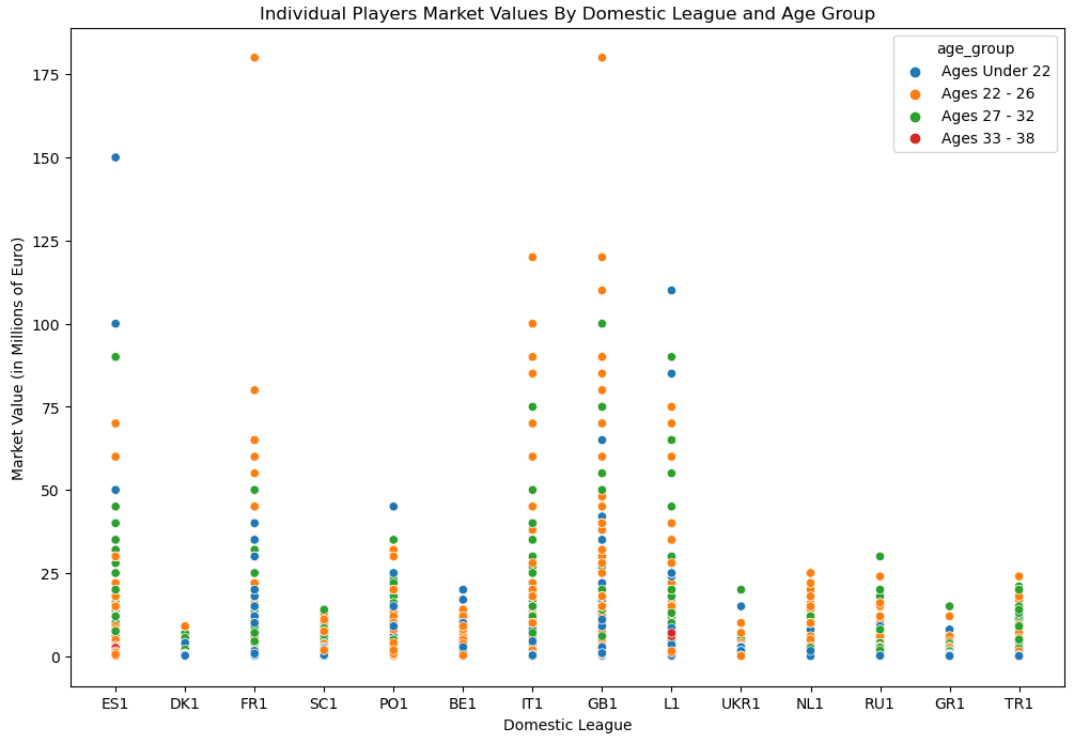 Individual Players Market Values By Domestic League and Age Group
age_group
Ages Under 22
Ages 22 - 26
Ages 27 - 32
Ages 33 - 38
Market Value (in Millions of Euro)
175
150
125
100
75
50
25
0
ES1 DK1 FR1 SC1 PO1 BE1 IT1 GB1 L1 UKR1 NL1 RU1 GR1 TR1
Domestic League